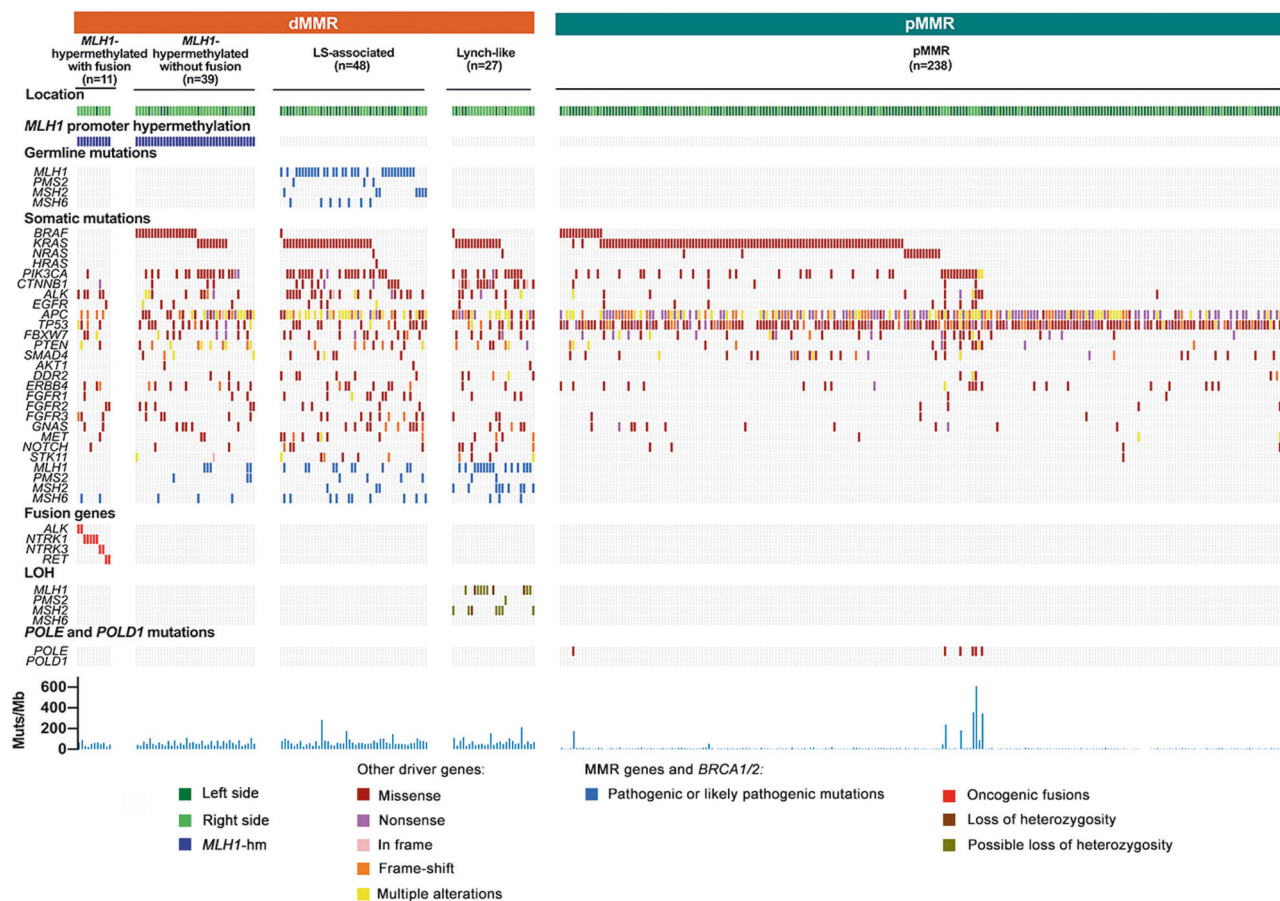 dMMR
pMMR
MLH1-
hypermethylated
with fusion
(n=11)
MLH1-
hypermethylated
without fusion
(n=39)
LS-associated
(n=48)
Lynch-like
(n=27)
pMMR
(n=238)
Location
MLH1 promoter hypermethylation
Germline mutations
MLH1
PMS2
MSH2
MSH6
Somatic mutations
BRAF
KRAS
NRAS
HRAS
PIK3CA
CTNNB1
ALK
EGFR
APC
TP53
FBXW7
PTEN
SMAD4
AKT1
DDR2
ERBB4
FGFR1
FGFR2
FGFR3
GNAS
MET
NOTCH
STK11
MLH1
PMS2
MSH2
MSH6
Fusion genes
ALK
NTRK1
NTRK3
RET
LOH
MLH1
PMS2
MSH2
MSH6
POLE and POLD1 mutations
POLE
POLD1
Muts/Mb
600
400
200
0
Left side
Right side
MLH1-hm
Other driver genes:
Missense
Nonsense
In frame
Frame-shift
Multiple alterations
MMR genes and BRCA1/2:
Pathogenic or likely pathogenic mutations
Oncogenic fusions
Loss of heterozygosity
Possible loss of heterozygosity